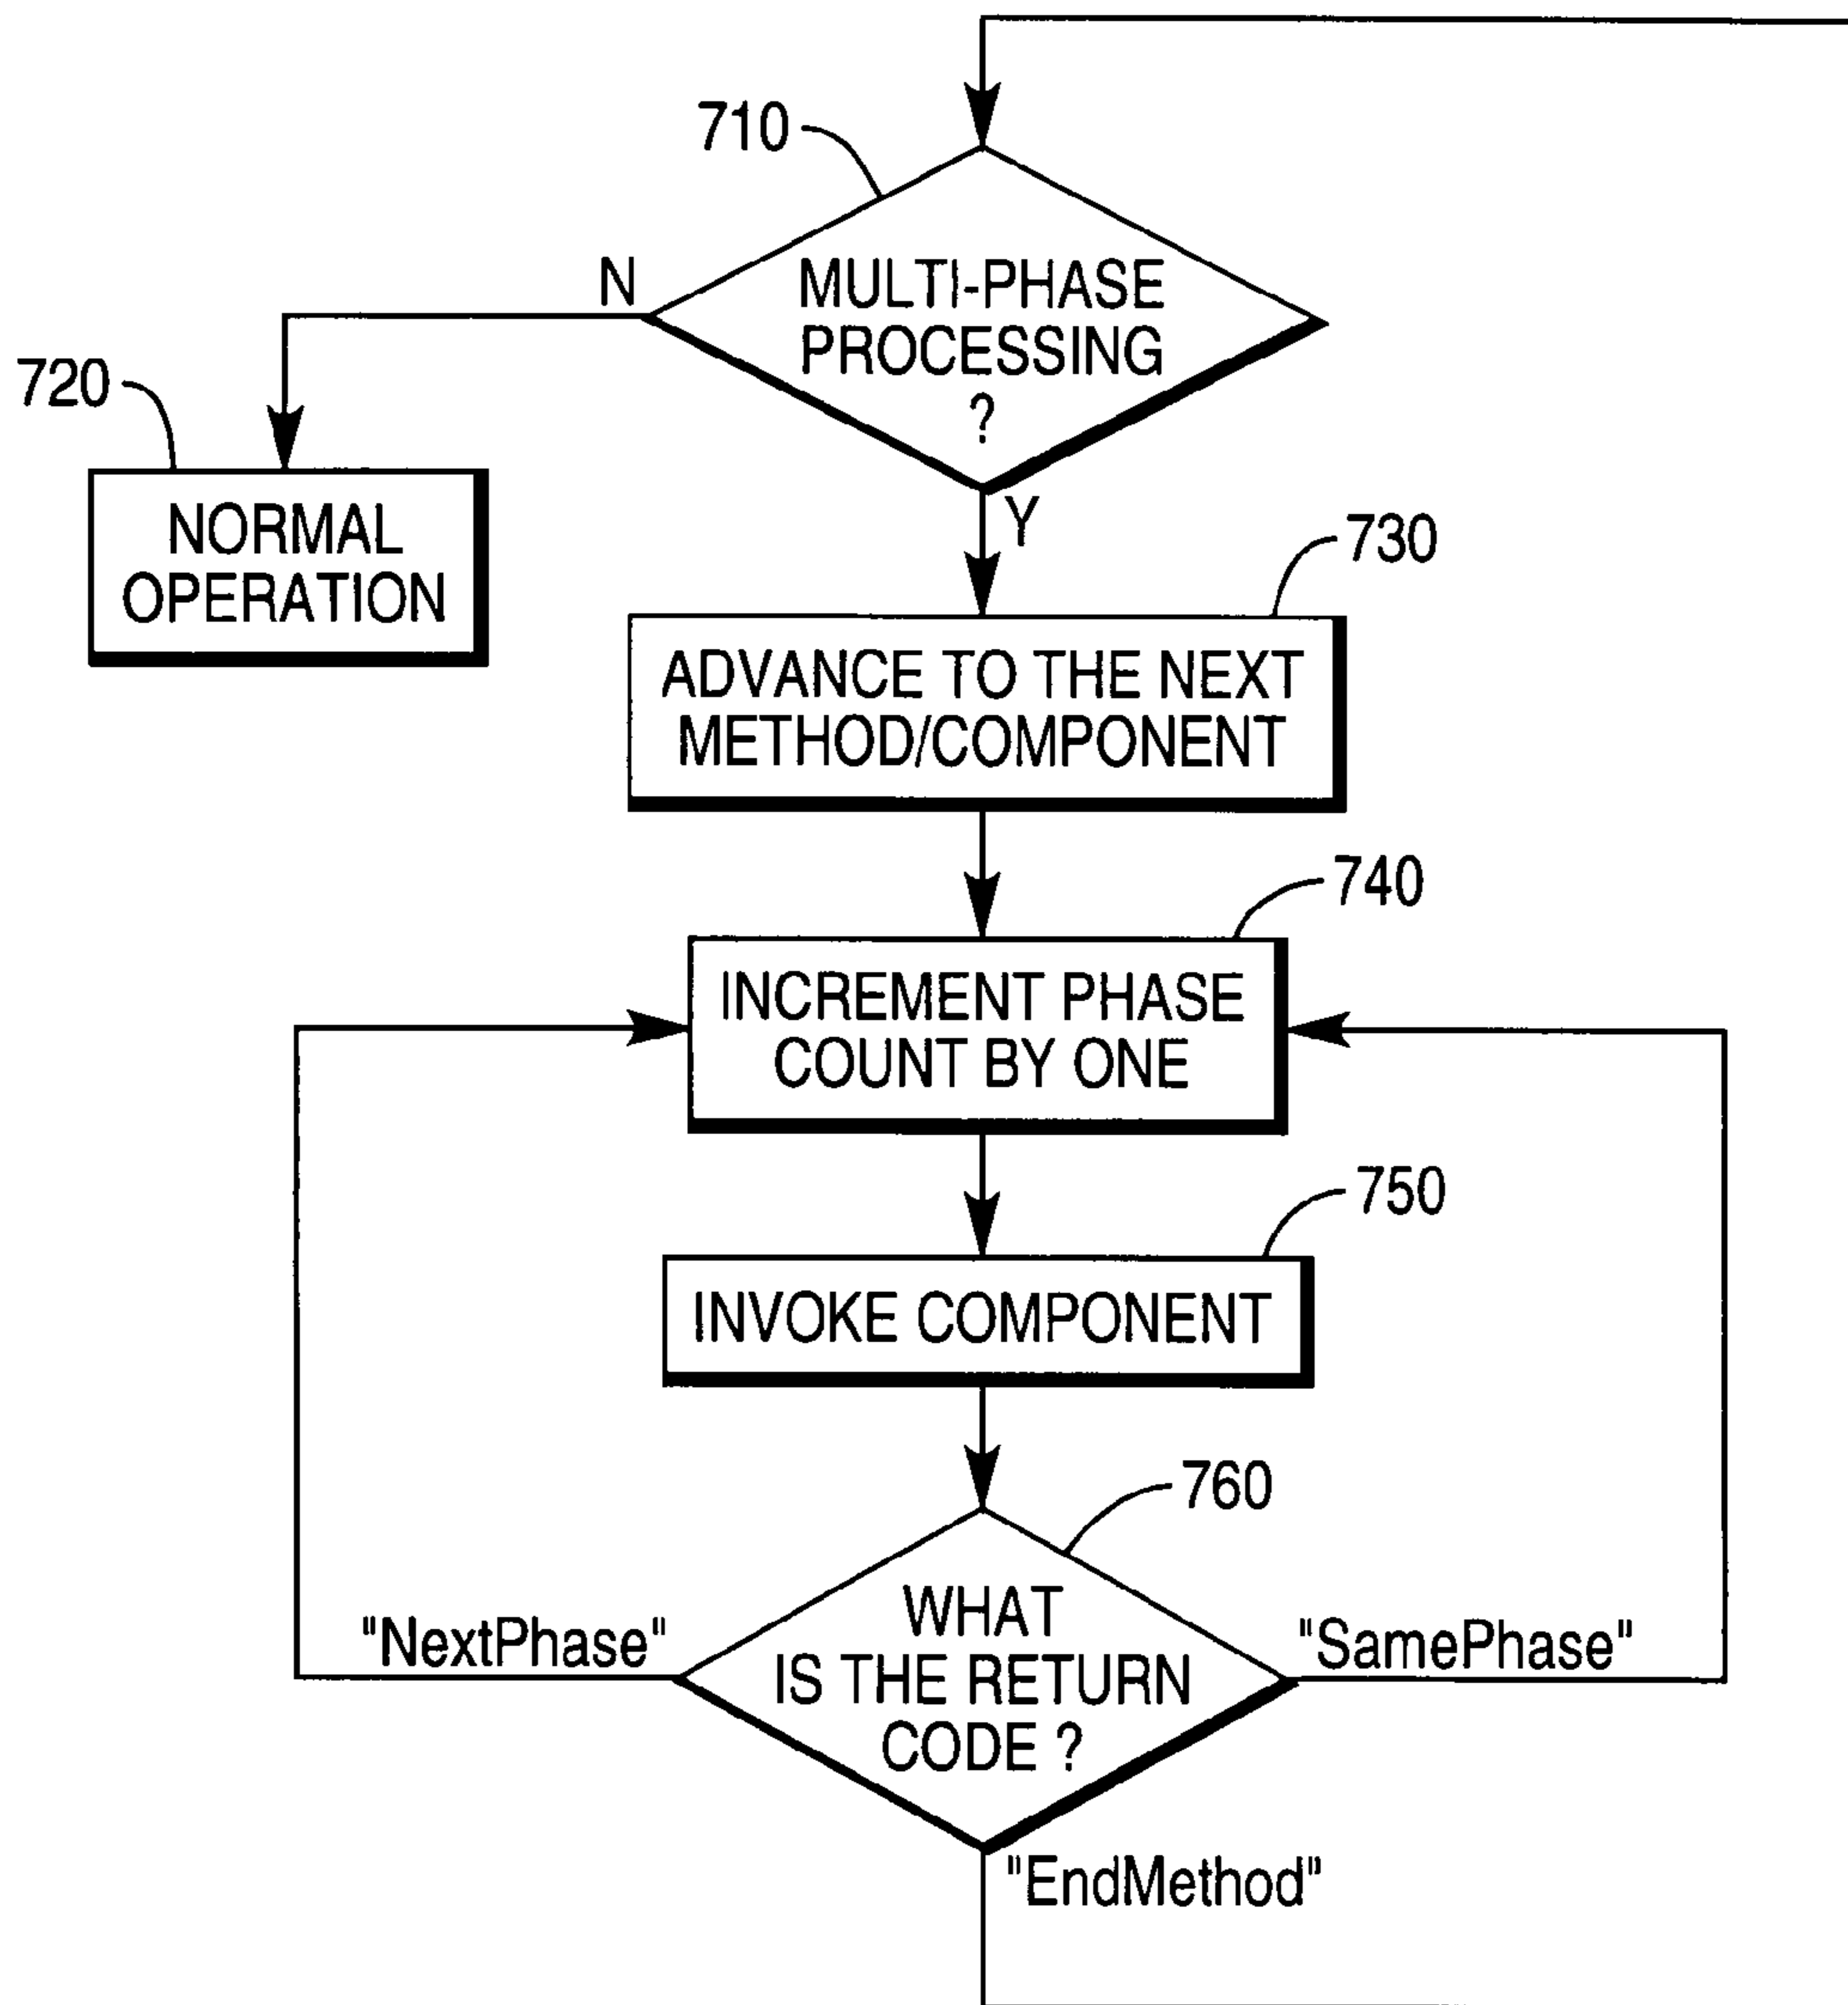 710
N
MULTI-PHASE
PROCESSING
?
720
NORMAL
OPERATION
Y
730
ADVANCE TO THE NEXT
METHOD/COMPONENT
740
INCREMENT PHASE
COUNT BY ONE
750
INVOKE COMPONENT
760
WHAT
IS THE RETURN
CODE ?
"NextPhase"
"SamePhase"
"EndMethod"